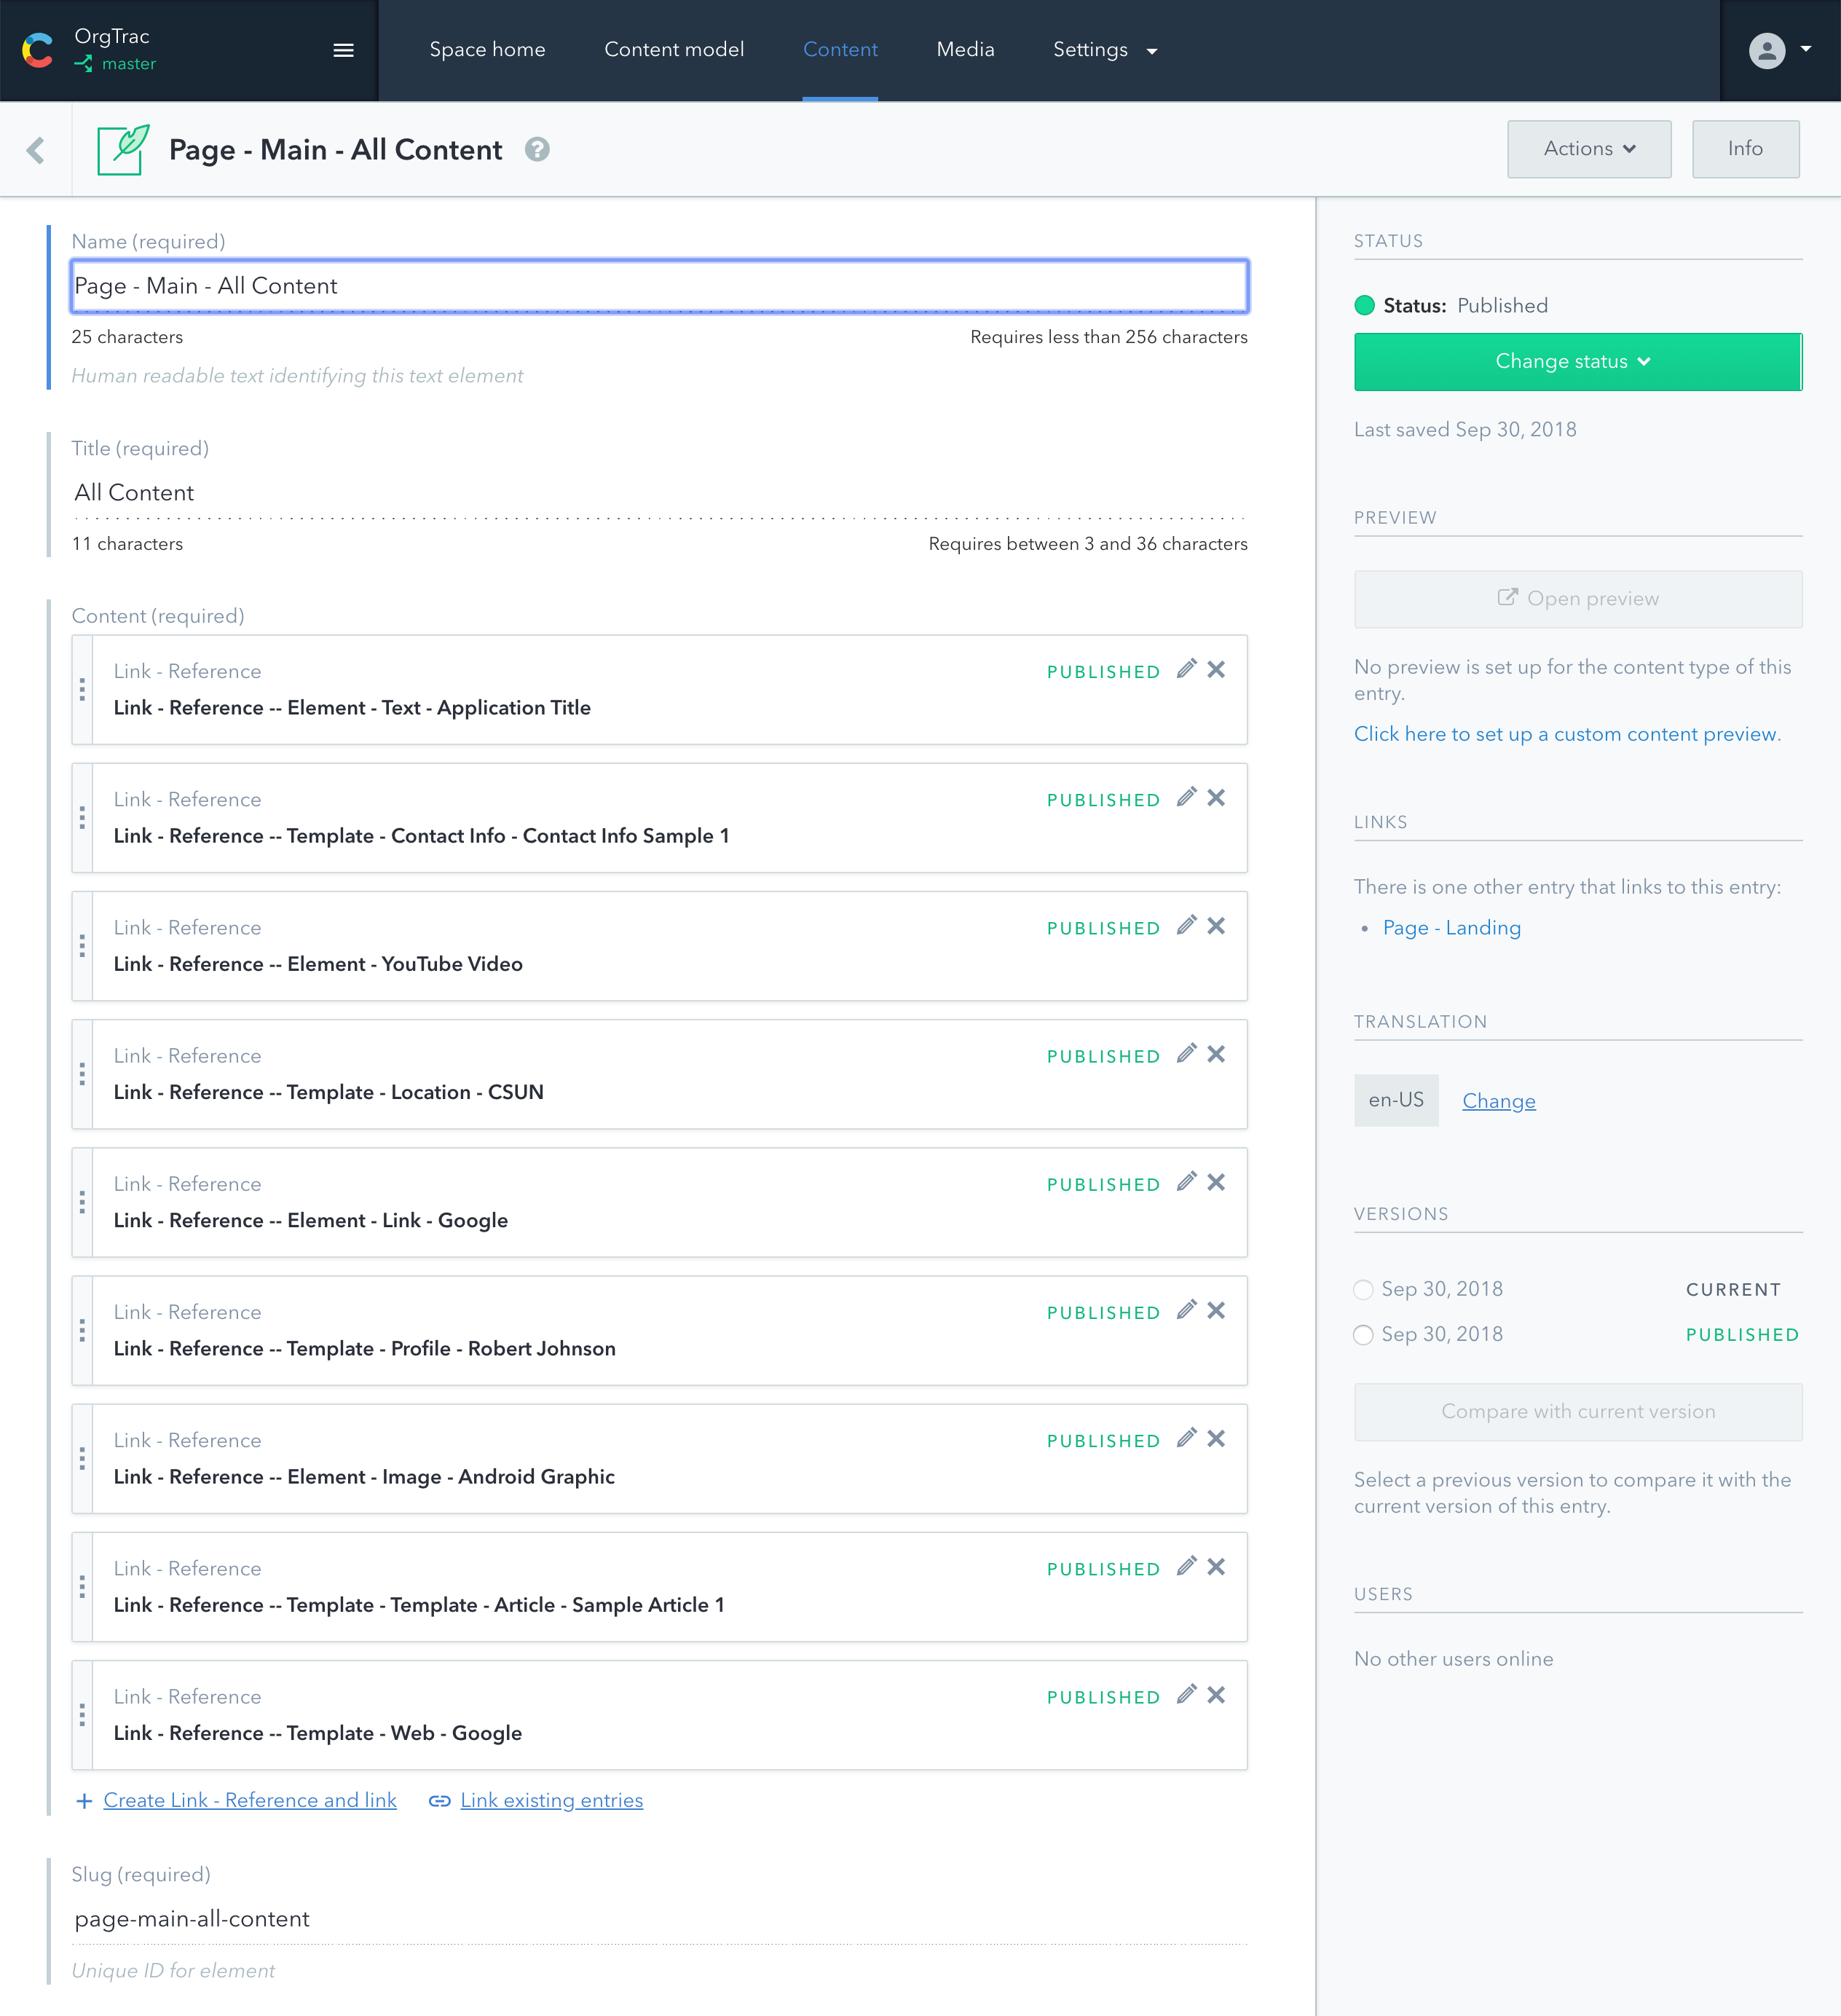 OrgTrac
master
Space home
Content model
Content
Media
Settings
Page - Main - All Content
?
Actions
Info
Name (required)
Page - Main - All Content
25 characters
Requires less than 256 characters
Human readable text identifying this text element
Title (required)
All Content
11 characters
Requires between 3 and 36 characters
Content (required)
Link - Reference
PUBLISHED
Link - Reference -- Element - Text - Application Title
Link - Reference
PUBLISHED
Link - Reference -- Template - Contact Info - Contact Info Sample 1
Link - Reference
PUBLISHED
Link - Reference -- Element - YouTube Video
Link - Reference
PUBLISHED
Link - Reference -- Template - Location - CSUN
Link - Reference
PUBLISHED
Link - Reference -- Element - Link - Google
Link - Reference
PUBLISHED
Link - Reference -- Template - Profile - Robert Johnson
Link - Reference
PUBLISHED
Link - Reference -- Element - Image - Android Graphic
Link - Reference
PUBLISHED
Link - Reference -- Template - Template - Article - Sample Article 1
Link - Reference
PUBLISHED
Link - Reference -- Template - Web - Google
+ Create Link - Reference and link
Link existing entries
Slug (required)
page-main-all-content
Unique ID for element
STATUS
Status: Published
Change status
Last saved Sep 30, 2018
PREVIEW
Open preview
No preview is set up for the content type of this
entry.
Click here to set up a custom content preview.
LINKS
There is one other entry that links to this entry:
• Page - Landing
TRANSLATION
en-US
Change
VERSIONS
Sep 30, 2018
CURRENT
Sep 30, 2018
PUBLISHED
Compare with current version
Select a previous version to compare it with the
current version of this entry.
USERS
No other users online